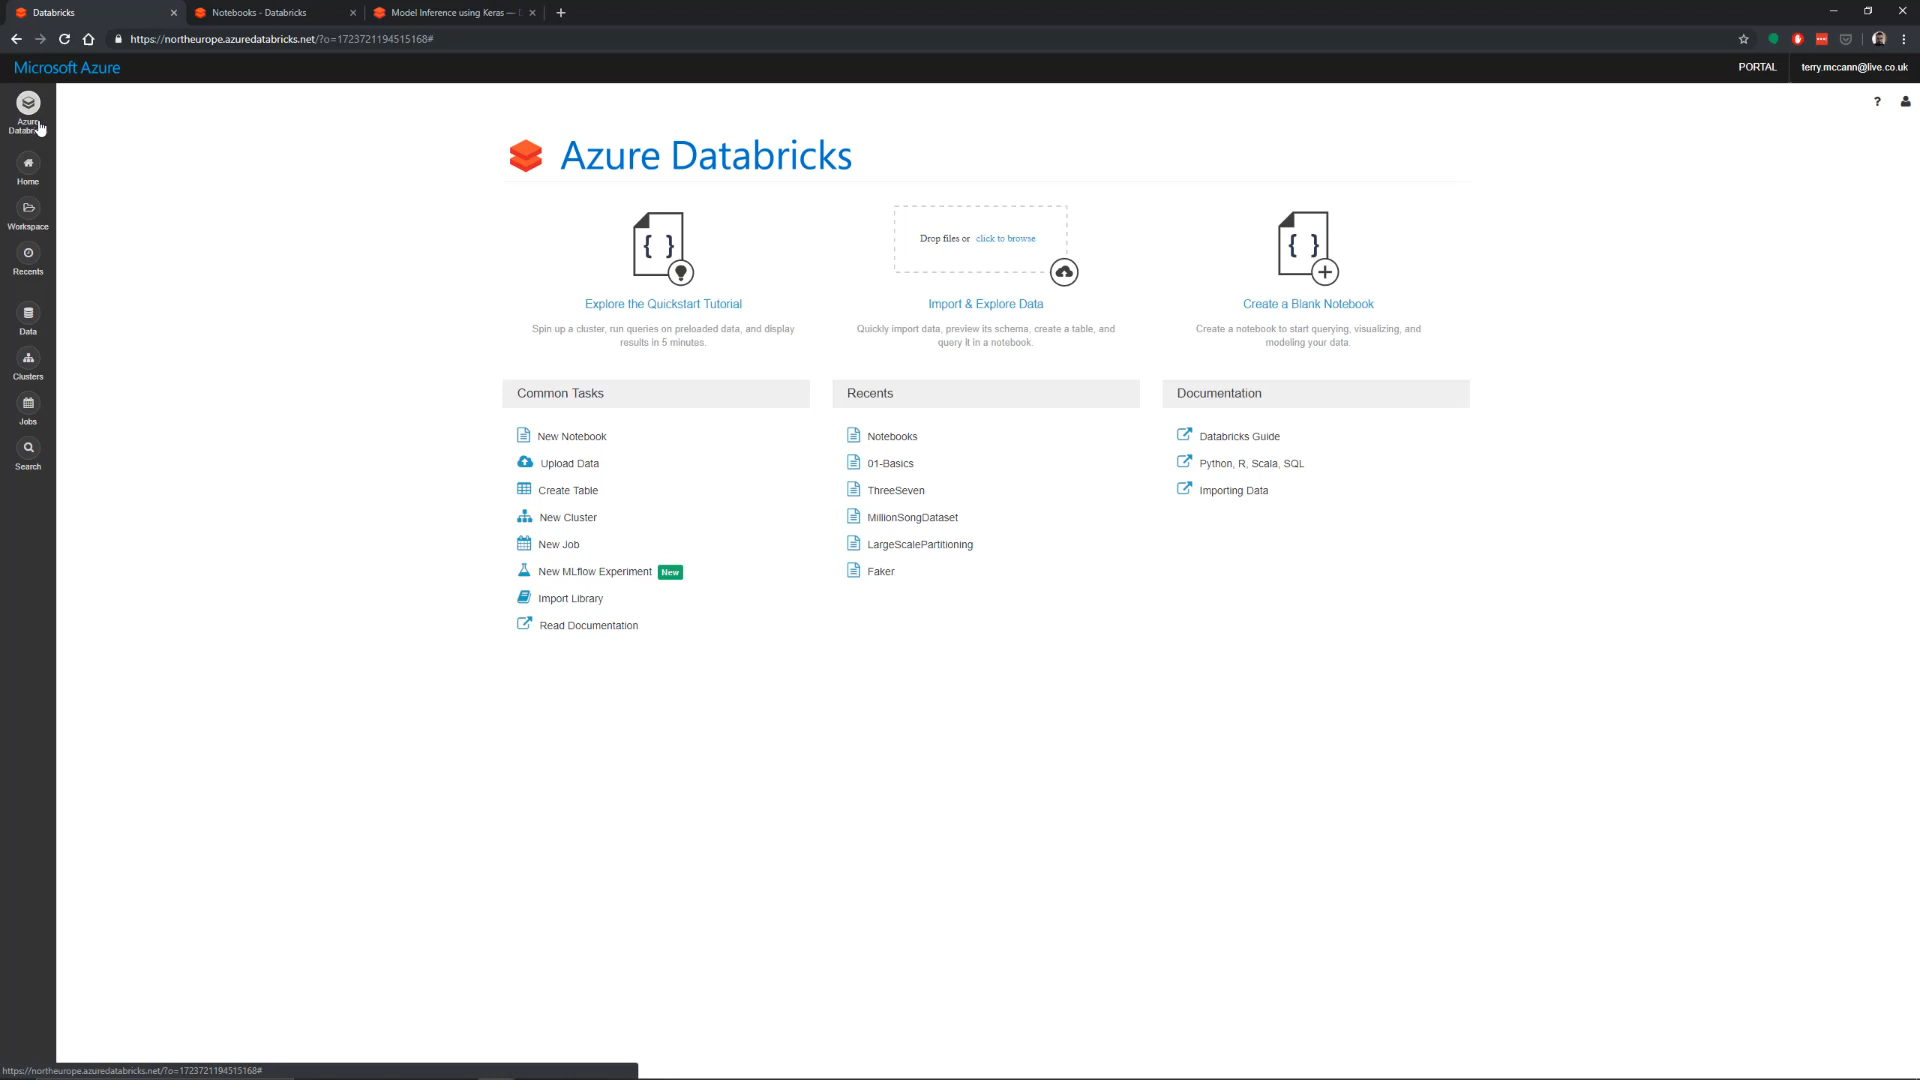 Databricks
Notebooks - Databricks
Model Inference using Keras —
https://northeurope.azuredatabricks.net/?o=1723721194515168#
Microsoft Azure
PORTAL
terry.mccann@live.co.uk
Azure
Home
Workspace
Recents
Data
Clusters
Jobs
Search
?
Azure Databricks
{ }
Explore the Quickstart Tutorial
Spin up a cluster, run queries on preloaded data, and display
results in 5 minutes.
Drop files or click to browse
Import & Explore Data
Quickly import data, preview its schema, create a table, and
query it in a notebook.
{ }
Create a Blank Notebook
Create a notebook to start querying, visualizing, and
modeling your data.
Common Tasks
New Notebook
Upload Data
Create Table
New Cluster
New Job
New MLflow Experiment New
Import Library
Read Documentation
Recents
Notebooks
01-Basics
ThreeSeven
MillionSongDataset
LargeScalePartitioning
Faker
Documentation
Databricks Guide
Python, R, Scala, SQL
Importing Data
https://northeurope.azuredatabricks.net/?o=1723721194515168#